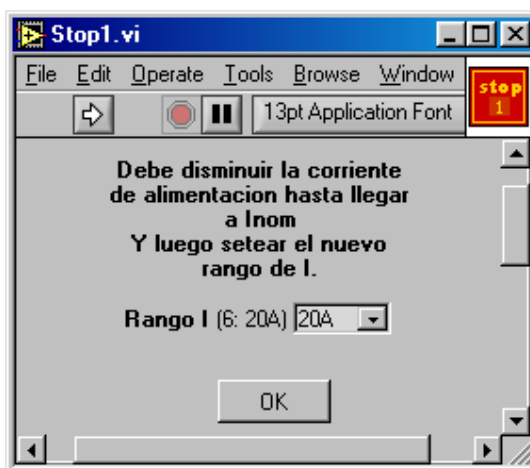 Stop1.vi
File Edit Operate Tools Browse Window
stop
1
13pt Application Font
Debe disminuir la corriente
de alimentacion hasta llegar
a Inom
Y luego setear el nuevo
rango de I.
Rango I (6: 20A) 20A
OK